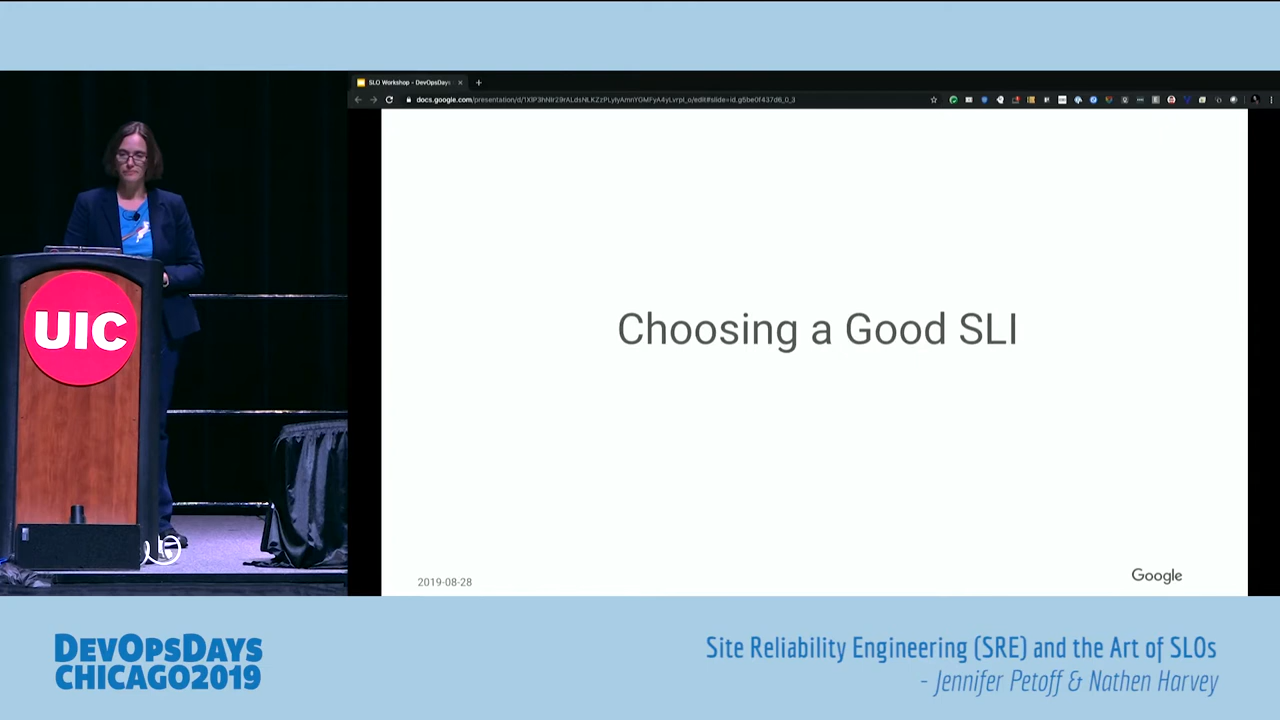 SLO Workshop - DevOpsDays
UIC
Choosing a Good SLI
2019-08-28
Google
DEVOPSDAYS
CHICAGO2019
Site Reliability Engineering (SRE) and the Art of SLOs
- Jennifer Petoff & Nathen Harvey